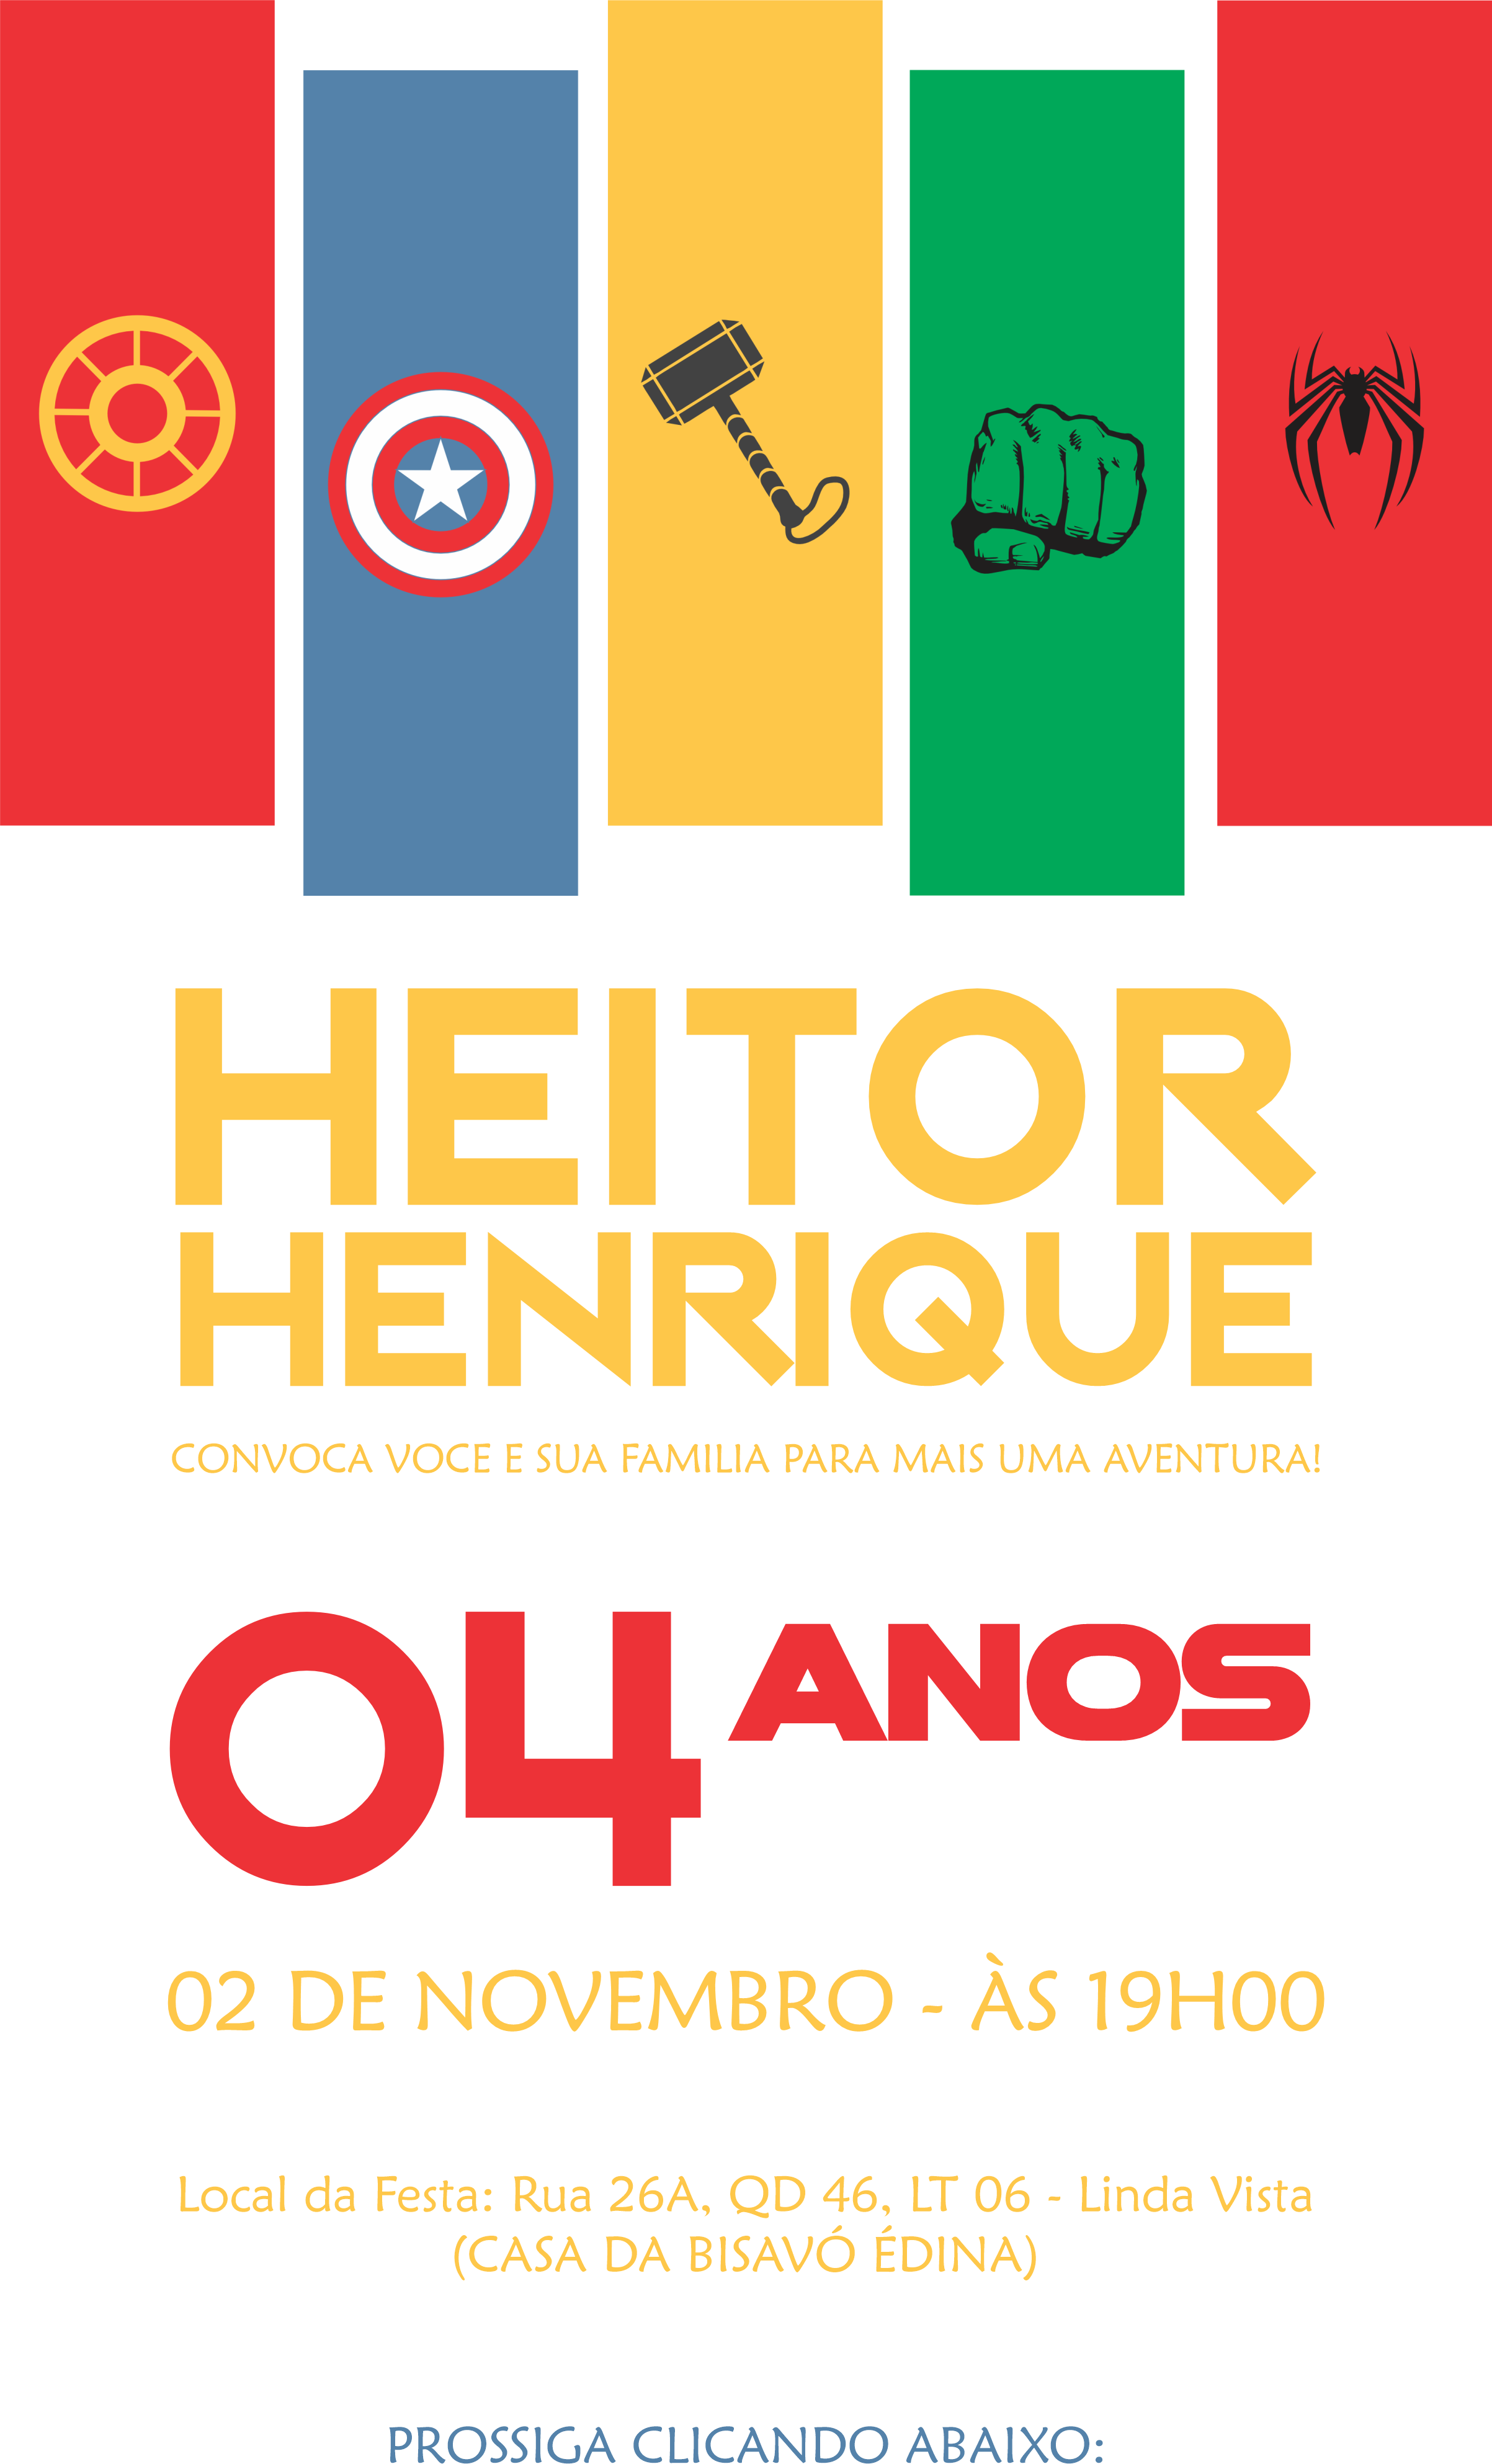 HEITOR
HENRIQUE
CONVOCA VOCE E SUA FAMILIA PARA MAIS UMA AVENTURA!
04 ANOS
02 DE NOVEMBRO - ÀS 19H00
Local da Festa: Rua 26A, QD 46, LT 06 - Linda Vista
(CASA DA BISAVÓ ÉDINA)
PROSSIGA CLICANDO ABAIXO: